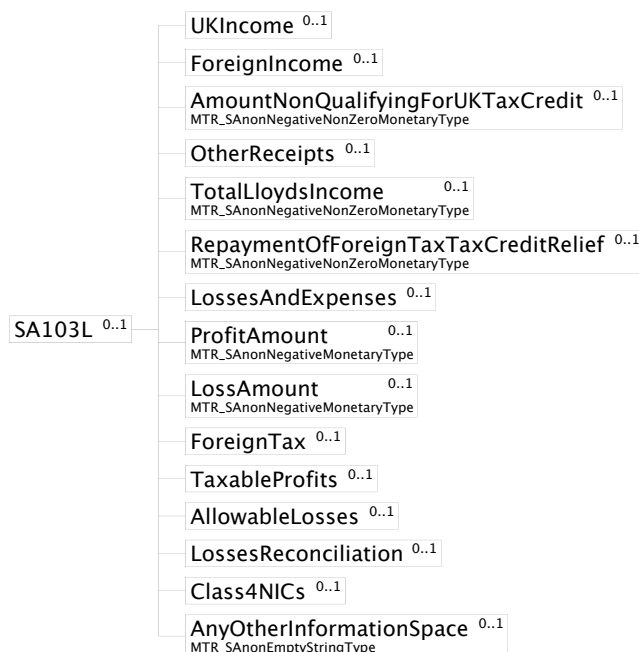 UKIncome 0..1
ForeignIncome 0..1
AmountNonQualifyingForUKTaxCredit 0..1
MTR_SAnonNegativeNonZeroMonetaryType
OtherReceipts 0..1
TotalLloydsIncome 0..1
MTR_SAnonNegativeNonZeroMonetaryType
RepaymentOfForeignTaxTaxCreditRelief 0..1
MTR_SAnonNegativeNonZeroMonetaryType
LossesAndExpenses 0..1
SA103L 0..1
ProfitAmount 0..1
MTR_SAnonNegativeMonetaryType
LossAmount 0..1
MTR_SAnonNegativeMonetaryType
ForeignTax 0..1
TaxableProfits 0..1
AllowableLosses 0..1
LossesReconciliation 0..1
Class4NICs 0..1
AnyOtherInformationSpace 0..1
MTR_SAnonEmptyStringType